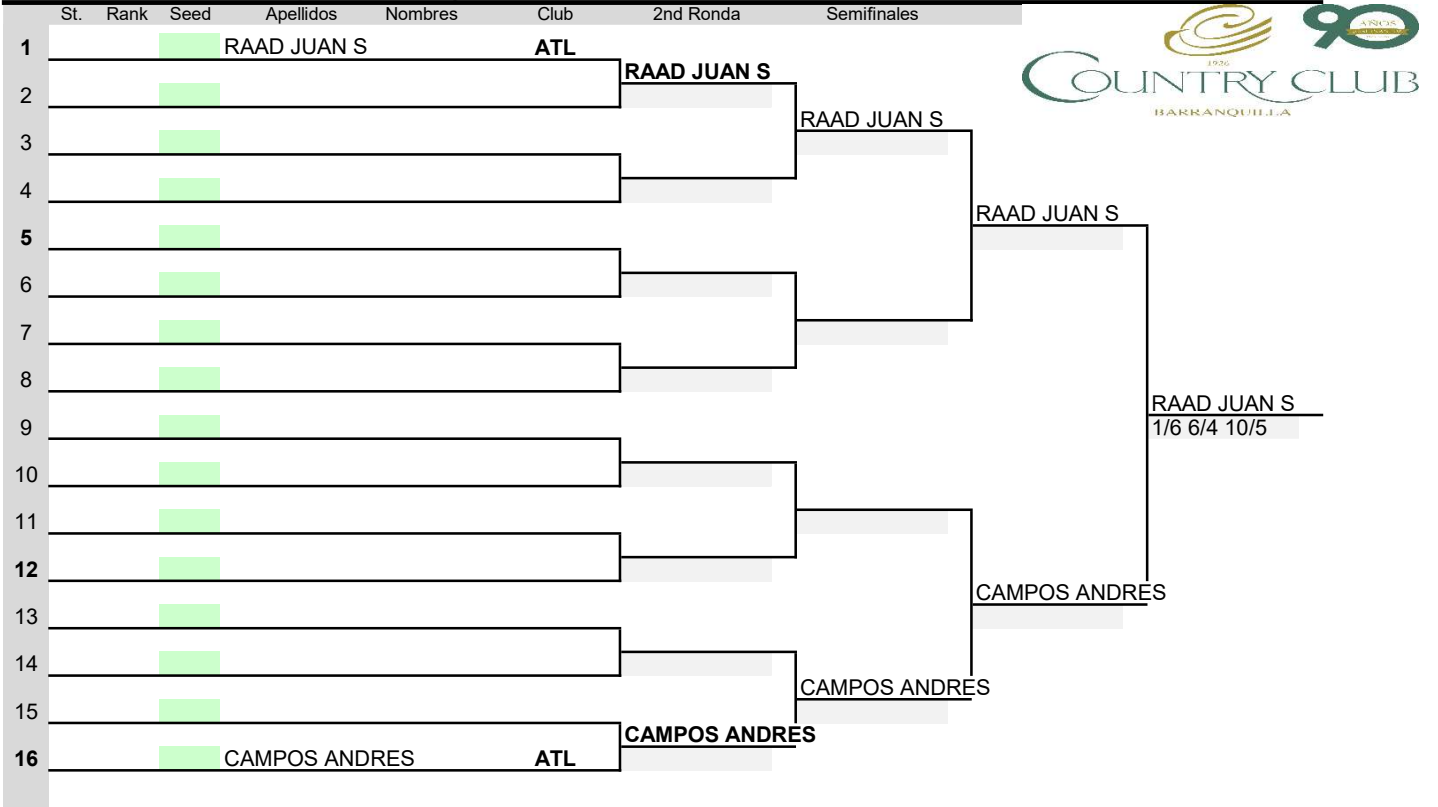 St. Rank Seed Apellidos Nombres Club 2nd Ronda Semifinales
90 AÑOS
1936
COUNTRY CLUB
BARRANQUILLA
1 RAAD JUAN S ATL
RAAD JUAN S
2
RAAD JUAN S
3
4
RAAD JUAN S
5
6
7
8
RAAD JUAN S
9
1/6 6/4 10/5
10
11
12
CAMPOS ANDRES
13
14
CAMPOS ANDRES
15
CAMPOS ANDRES
16 CAMPOS ANDRES ATL